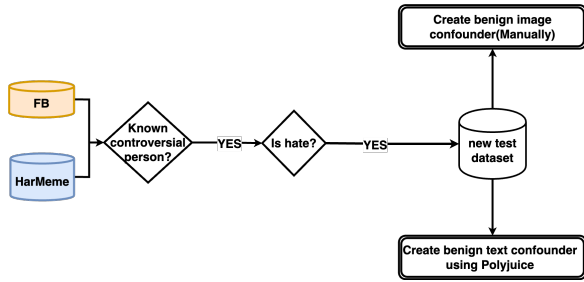 Create benign image
confounder(Manually)
FB
HarMeme
Known
controversial
person?
YES
Is hate?
YES
new test
dataset
Create benign text confounder
using Polyjuice